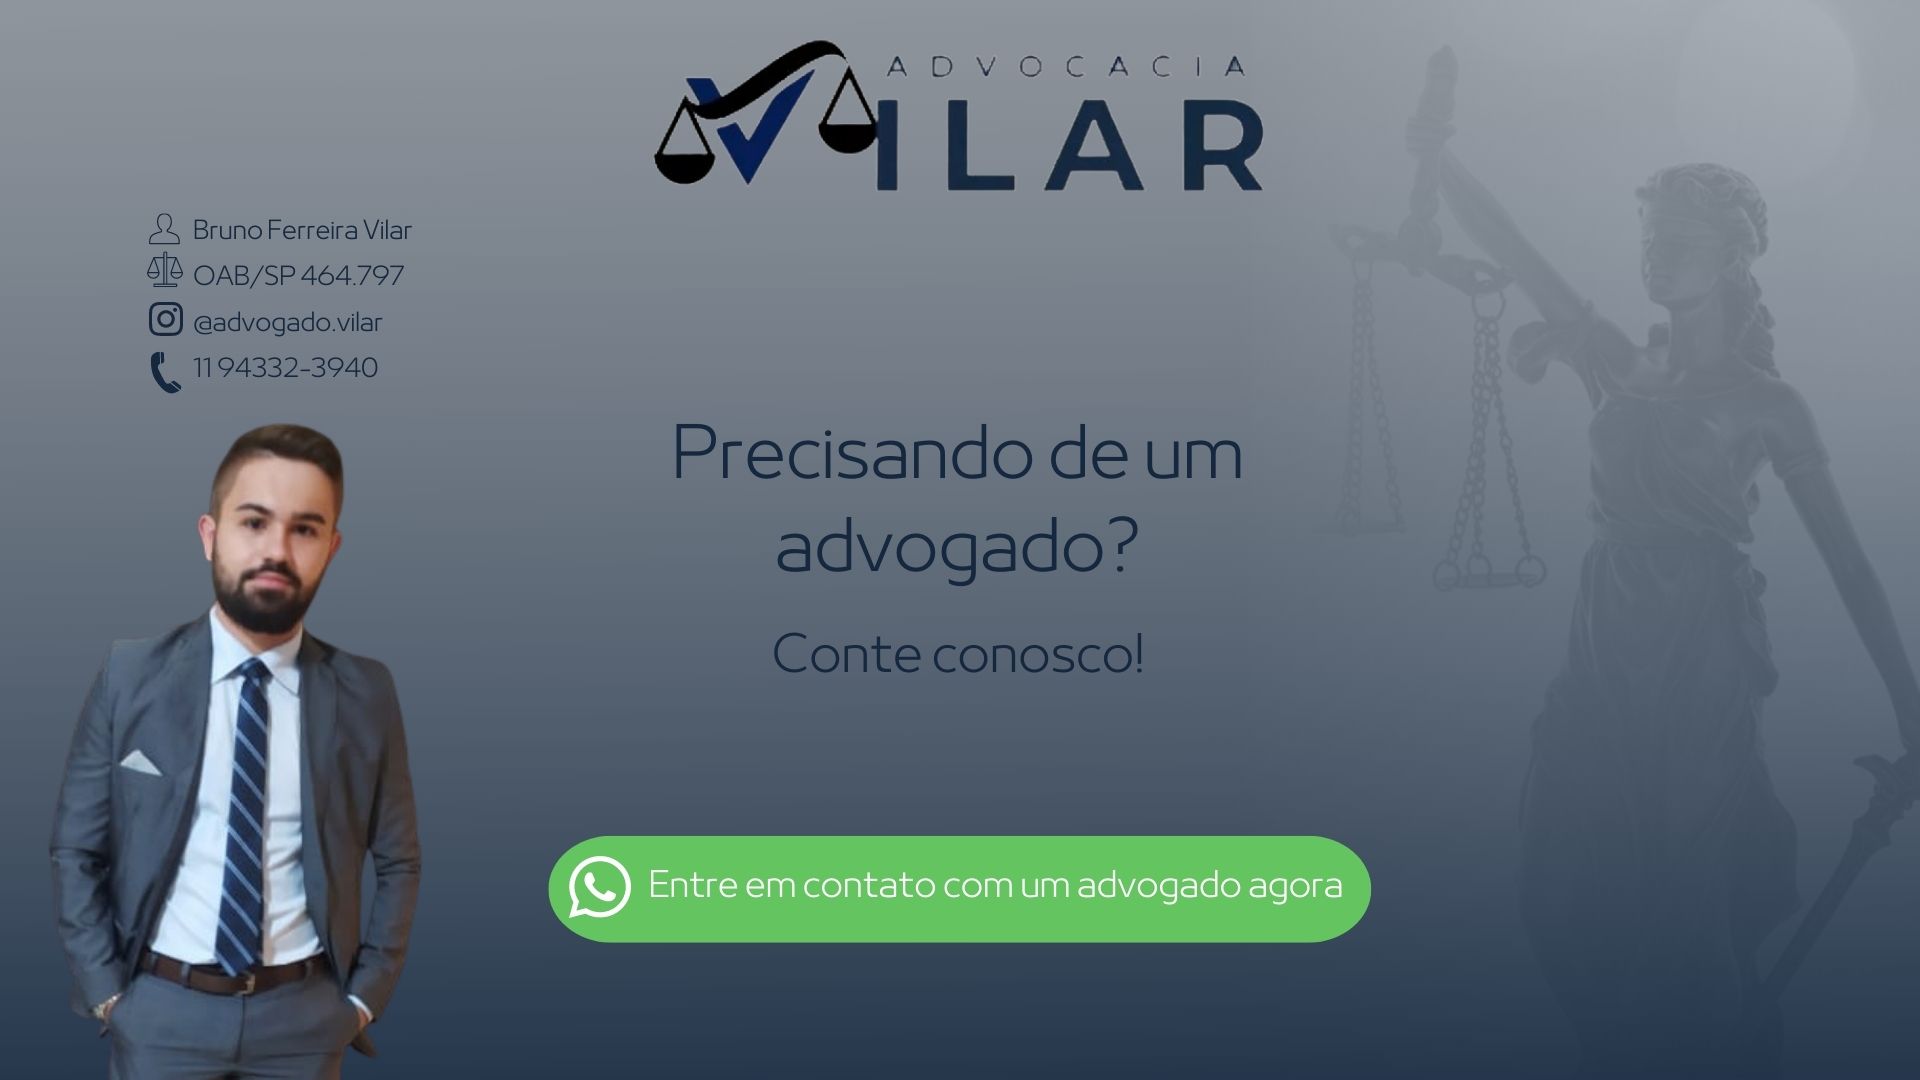 ADVOCACIA
VILAR
Bruno Ferreira Vilar
OAB/SP 464.797
@advogado.vilar
11 94332-3940
Precisando de um
advogado?
Conte conosco!
Entre em contato com um advogado agora